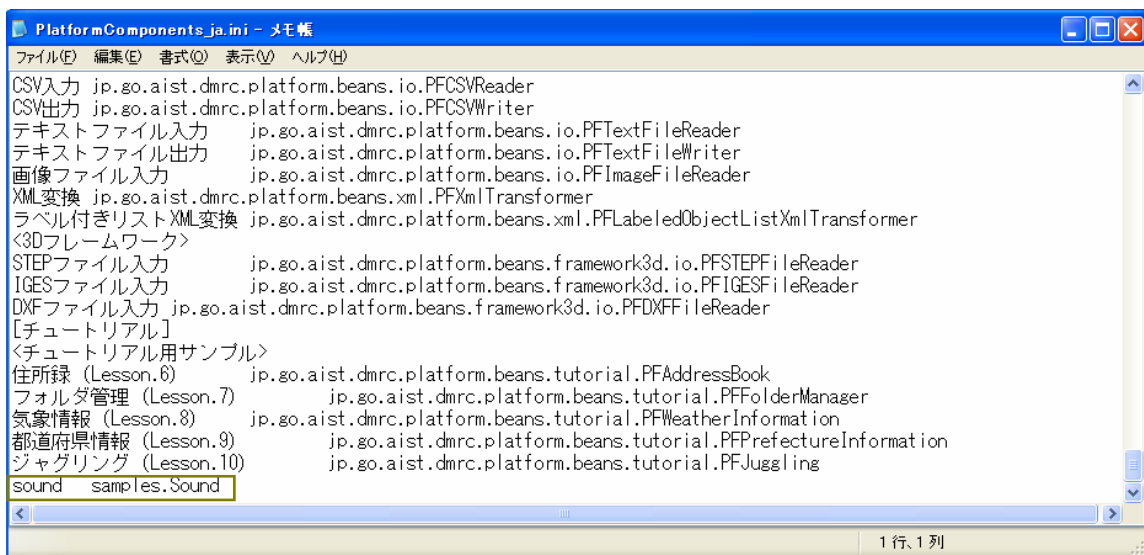 PlatformComponents_ja.ini - メモ帳
ファイル(F) 編集(E) 書式(O) 表示(V) ヘルプ(H)
CSV入力 jp.go.aist.dmrc.platform.beans.io.PFCSVReader
CSV出力 jp.go.aist.dmrc.platform.beans.io.PFCSVWriter
テキストファイル入力 jp.go.aist.dmrc.platform.beans.io.PFTextFileReader
テキストファイル出力 jp.go.aist.dmrc.platform.beans.io.PFTextFileWriter
画像ファイル入力 jp.go.aist.dmrc.platform.beans.io.PFImageFileReader
XML変換 jp.go.aist.dmrc.platform.beans.xml.PFXmlTransformer
ラベル付きリストXML変換 jp.go.aist.dmrc.platform.beans.xml.PFLabeledObjectListXmlTransformer
<3Dフレームワーク>
STEPファイル入力 jp.go.aist.dmrc.platform.beans.framework3d.io.PFSTEPFileReader
IGESファイル入力 jp.go.aist.dmrc.platform.beans.framework3d.io.PFIGESFileReader
DXFファイル入力 jp.go.aist.dmrc.platform.beans.framework3d.io.PFDXFFileReader
[チュートリアル]
<チュートリアル用サンプル>
住所録 (Lesson.6) jp.go.aist.dmrc.platform.beans.tutorial.PFAddressBook
フォルダ管理 (Lesson.7) jp.go.aist.dmrc.platform.beans.tutorial.PFFolderManager
気象情報 (Lesson.8) jp.go.aist.dmrc.platform.beans.tutorial.PFWeatherInformation
都道府県情報 (Lesson.9) jp.go.aist.dmrc.platform.beans.tutorial.PFPrefectureInformation
ジャグリング (Lesson.10) jp.go.aist.dmrc.platform.beans.tutorial.PFJuggling
sound samples.Sound
1行、1列